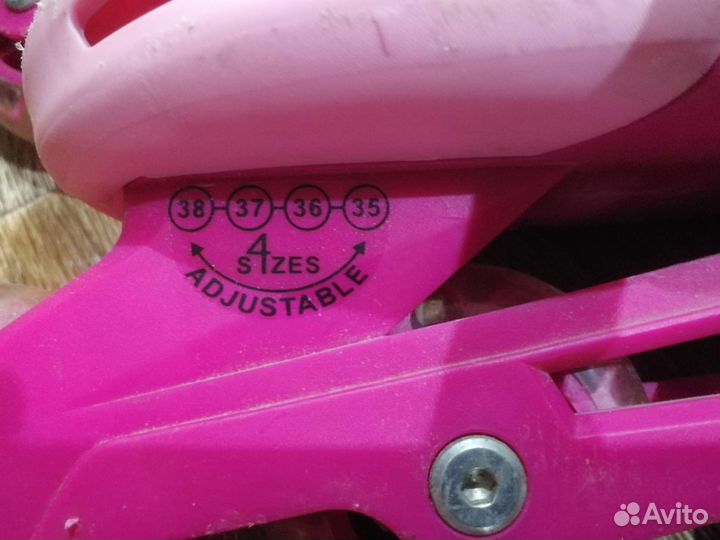 38 37 36 35
4 SIZES
ADJUSTABLE
Avito